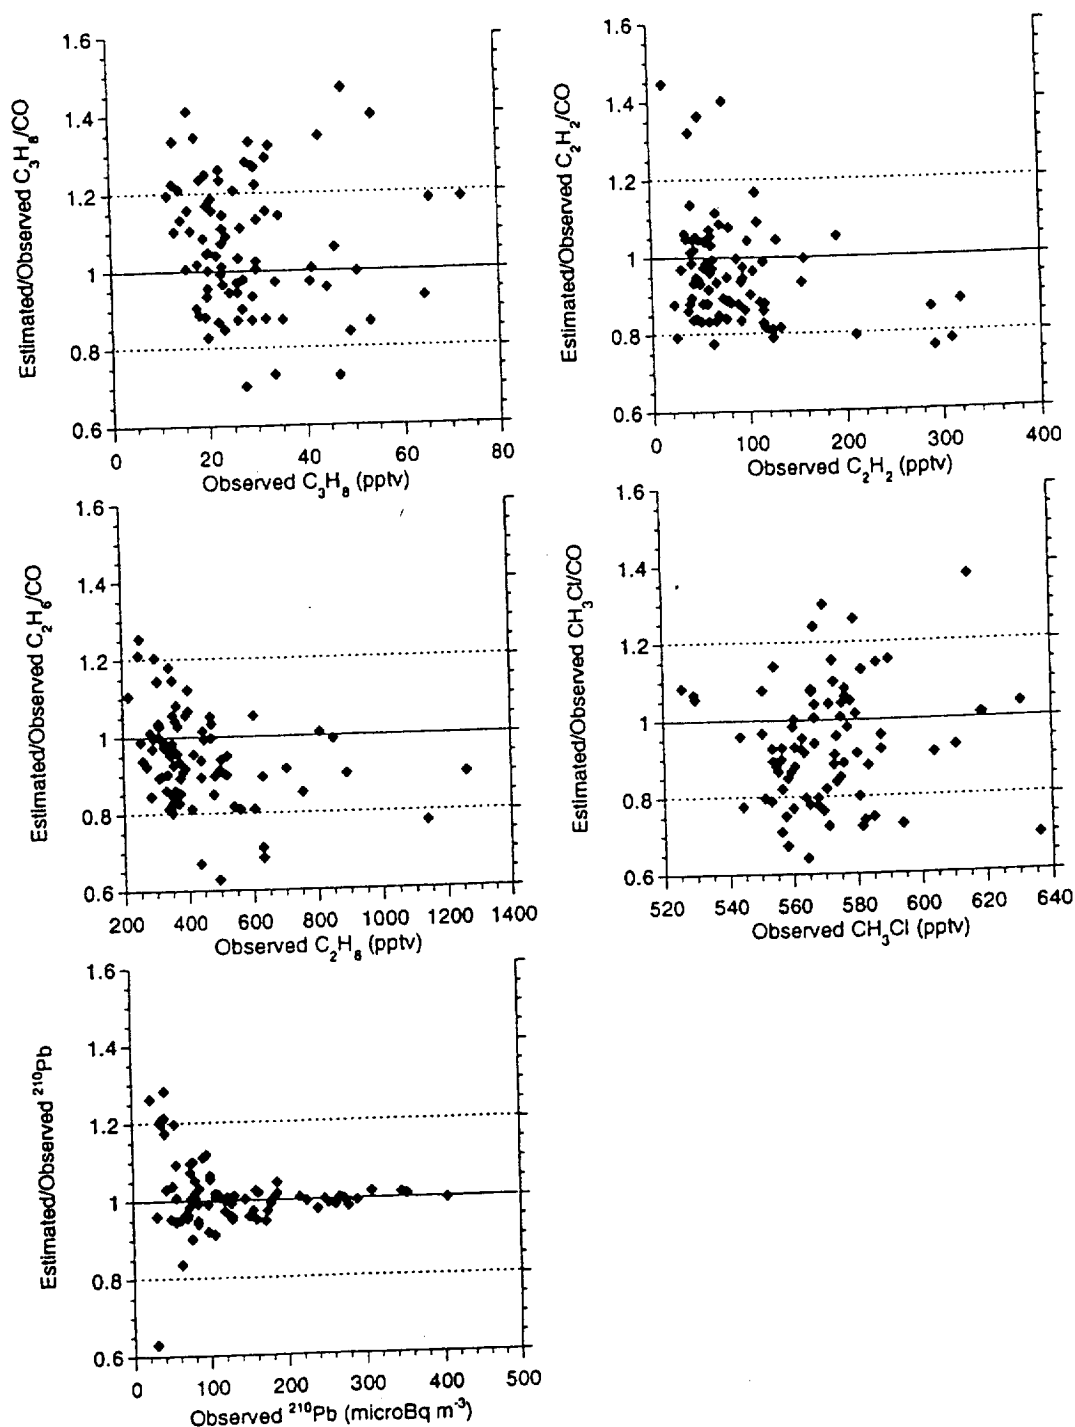 1.6
1.4
1.2
1
0.8
0.6
Estimated/Observed C3H8/CO
0 20 40 60 80
Observed C3H8 (pptv)
1.6
1.4
1.2
1
0.8
0.6
Estimated/Observed C2H2/CO
0 100 200 300 400
Observed C2H2 (pptv)
1.6
1.4
1.2
1
0.8
0.6
Estimated/Observed C2H6/CO
200 400 600 800 1000 1200 1400
Observed C2H6 (pptv)
1.6
1.4
1.2
1
0.8
0.6
Estimated/Observed CH3Cl/CO
520 540 560 580 600 620 640
Observed CH3Cl (pptv)
1.6
1.4
1.2
1
0.8
0.6
Estimated/Observed 210Pb
0 100 200 300 400 500
Observed 210Pb (microBq m-3)